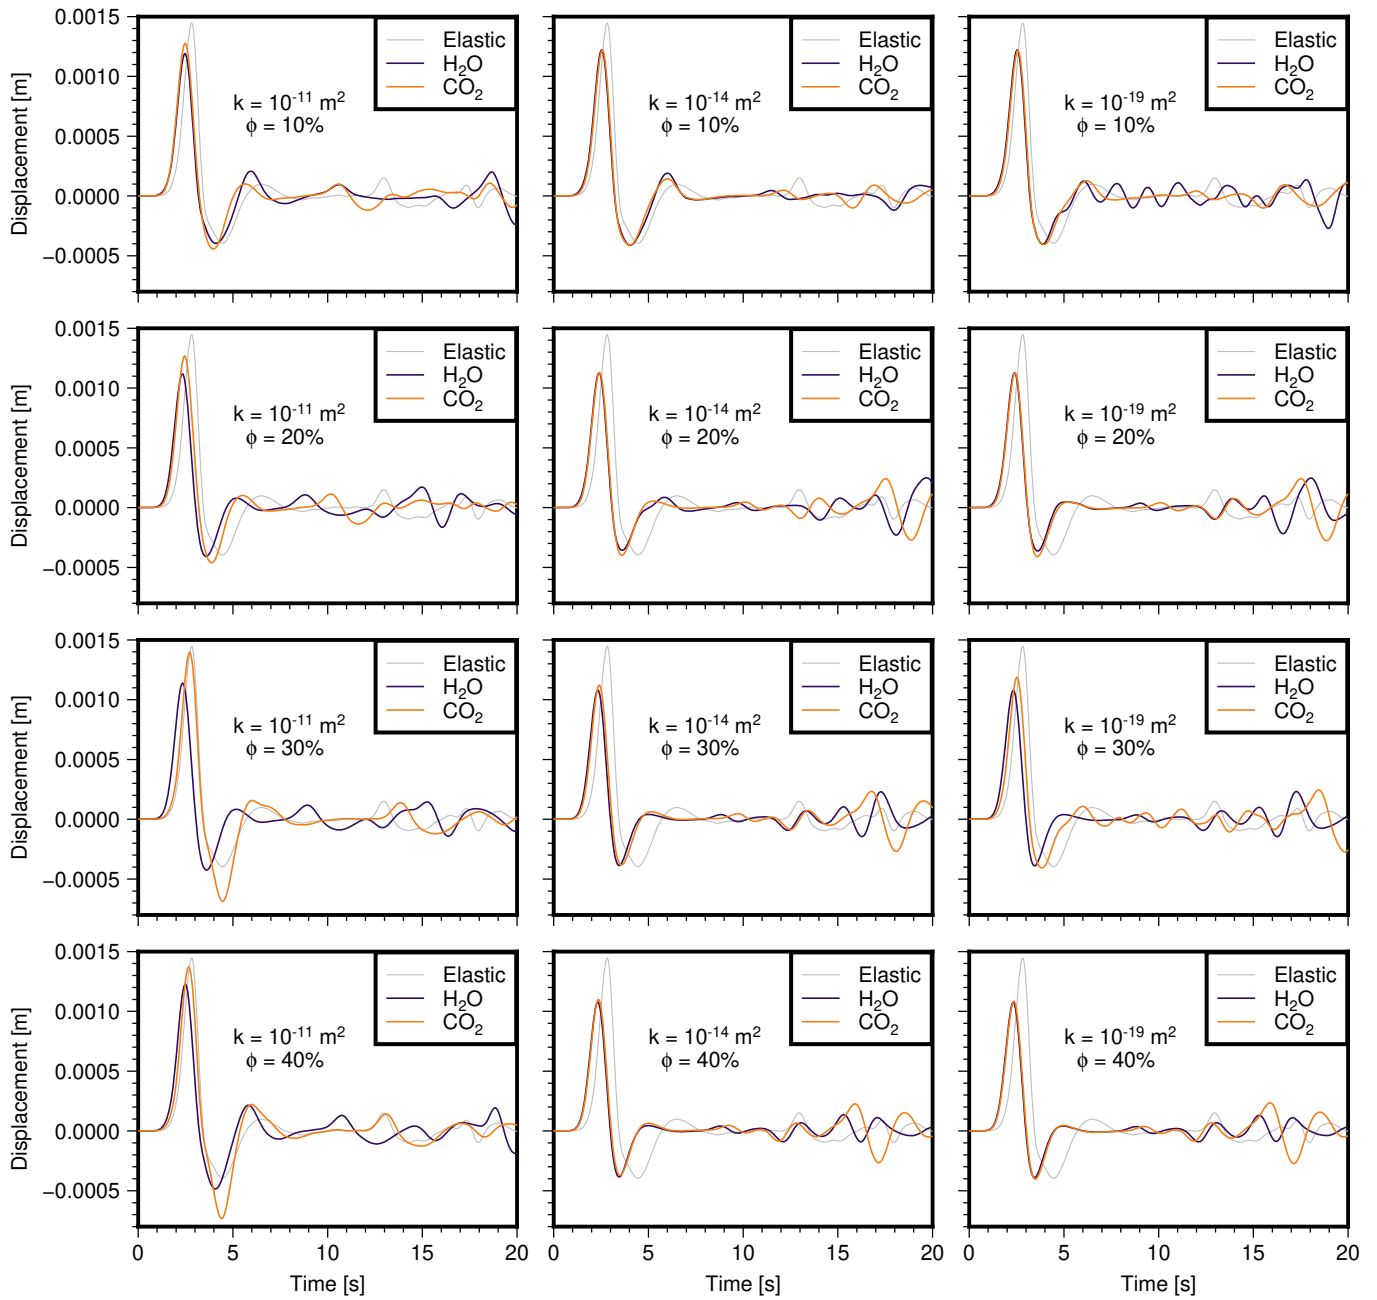 0.0015
0.0010
0.0005
0.0000
−0.0005
Displacement [m]
Elastic
H2O
CO2
k = 10-11 m2
ϕ = 10%
Elastic
H2O
CO2
k = 10-14 m2
ϕ = 10%
Elastic
H2O
CO2
k = 10-19 m2
ϕ = 10%
0.0015
0.0010
0.0005
0.0000
−0.0005
Displacement [m]
Elastic
H2O
CO2
k = 10-11 m2
ϕ = 20%
Elastic
H2O
CO2
k = 10-14 m2
ϕ = 20%
Elastic
H2O
CO2
k = 10-19 m2
ϕ = 20%
0.0015
0.0010
0.0005
0.0000
−0.0005
Displacement [m]
Elastic
H2O
CO2
k = 10-11 m2
ϕ = 30%
Elastic
H2O
CO2
k = 10-14 m2
ϕ = 30%
Elastic
H2O
CO2
k = 10-19 m2
ϕ = 30%
0.0015
0.0010
0.0005
0.0000
−0.0005
Displacement [m]
Elastic
H2O
CO2
k = 10-11 m2
ϕ = 40%
Elastic
H2O
CO2
k = 10-14 m2
ϕ = 40%
Elastic
H2O
CO2
k = 10-19 m2
ϕ = 40%
0 5 10 15 20
Time [s]
0 5 10 15 20
Time [s]
0 5 10 15 20
Time [s]